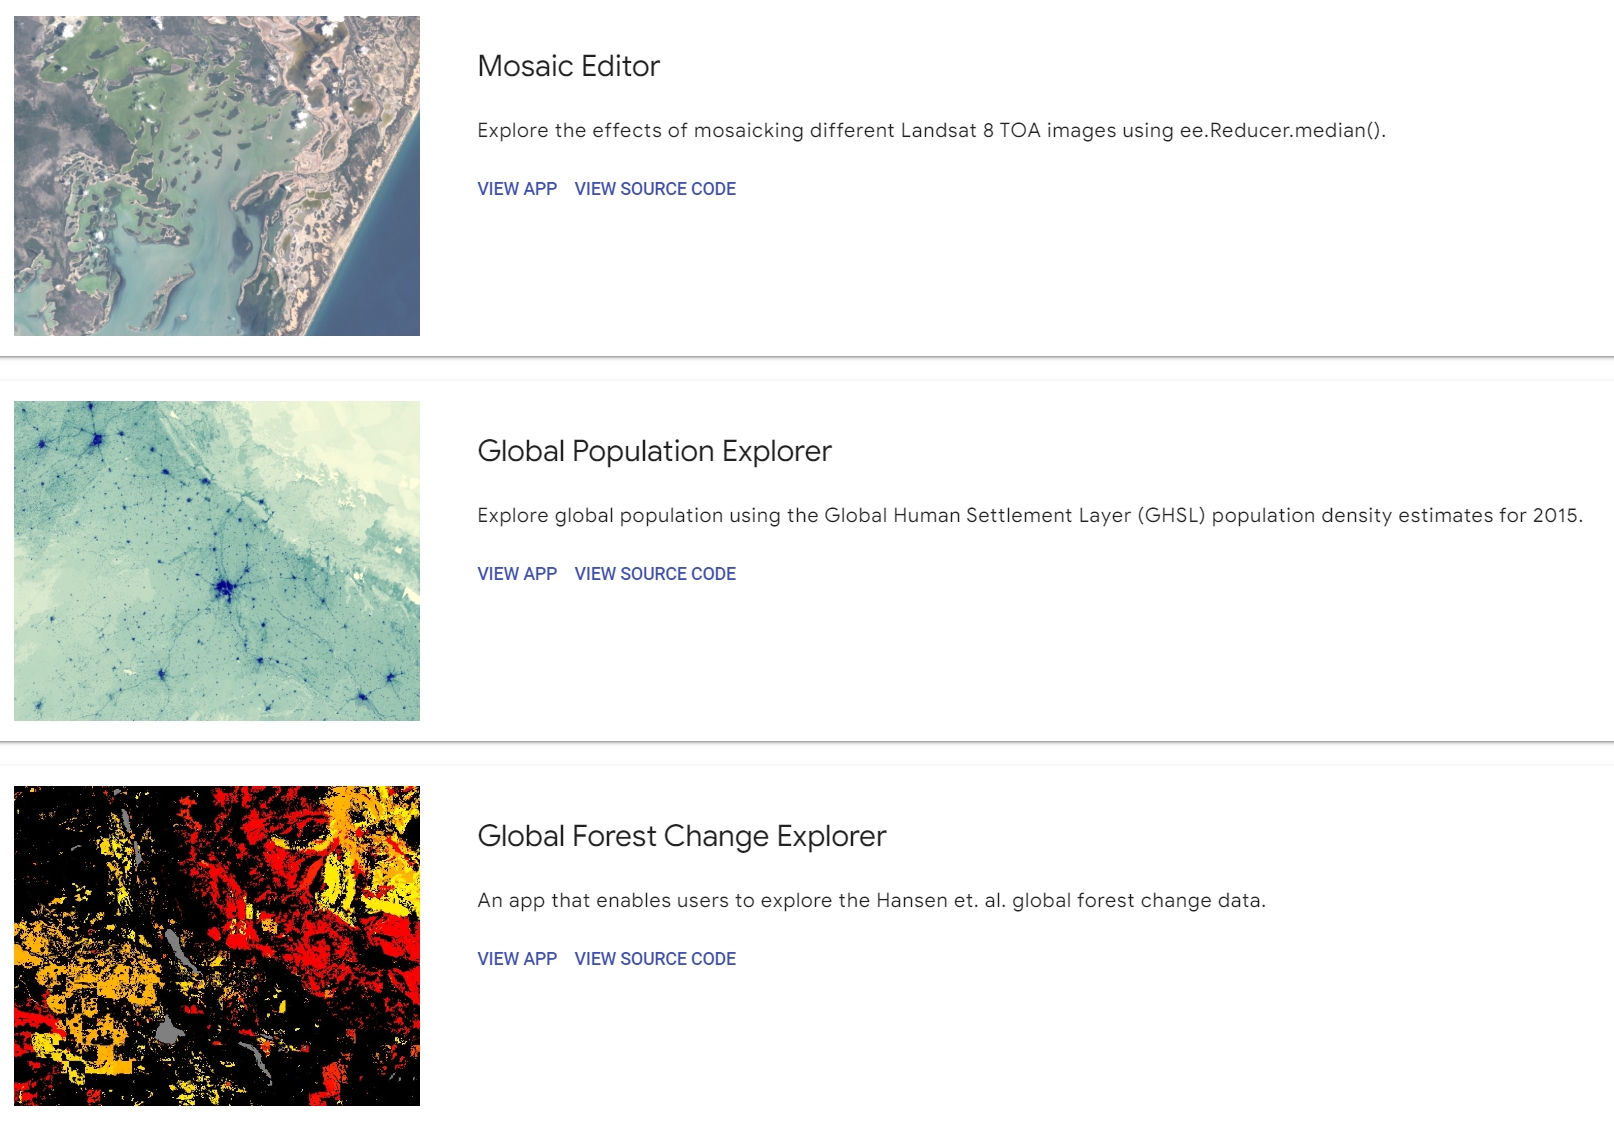 Mosaic Editor
Explore the effects of mosaicking different Landsat 8 TOA images using ee.Reducer.median().
VIEW APP VIEW SOURCE CODE
Global Population Explorer
Explore global population using the Global Human Settlement Layer (GHSL) population density estimates for 2015.
VIEW APP VIEW SOURCE CODE
Global Forest Change Explorer
An app that enables users to explore the Hansen et. al. global forest change data.
VIEW APP VIEW SOURCE CODE